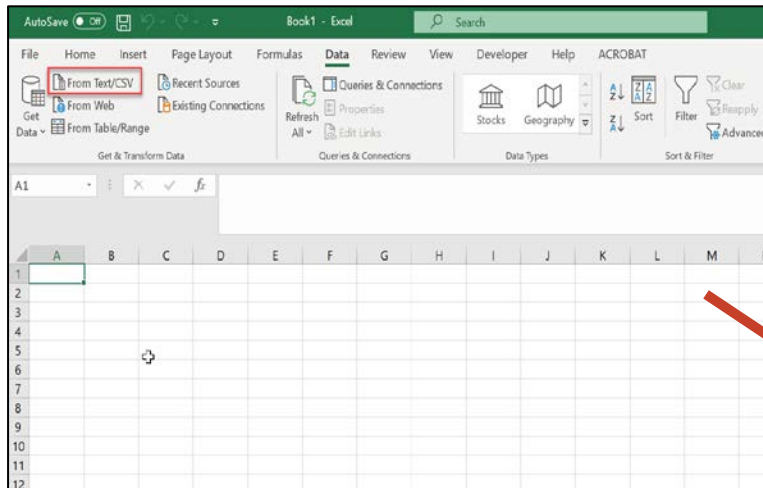 AutoSave Off Book1 - Excel Search
File Home Insert Page Layout Formulas Data Review View Developer Help ACROBAT
Get Data
From Text/CSV
From Web
From Table/Range
Recent Sources
Existing Connections
Get & Transform Data
Refresh All
Queries & Connections
Properties
Edit Links
Queries & Connections
Stocks
Geography
Data Types
Sort
Filter
Clear
Reapply
Advanced
Sort & Filter
A1 fx
A B C D E F G H I J K L M
1
2
3
4
5
6
7
8
9
10
11
12